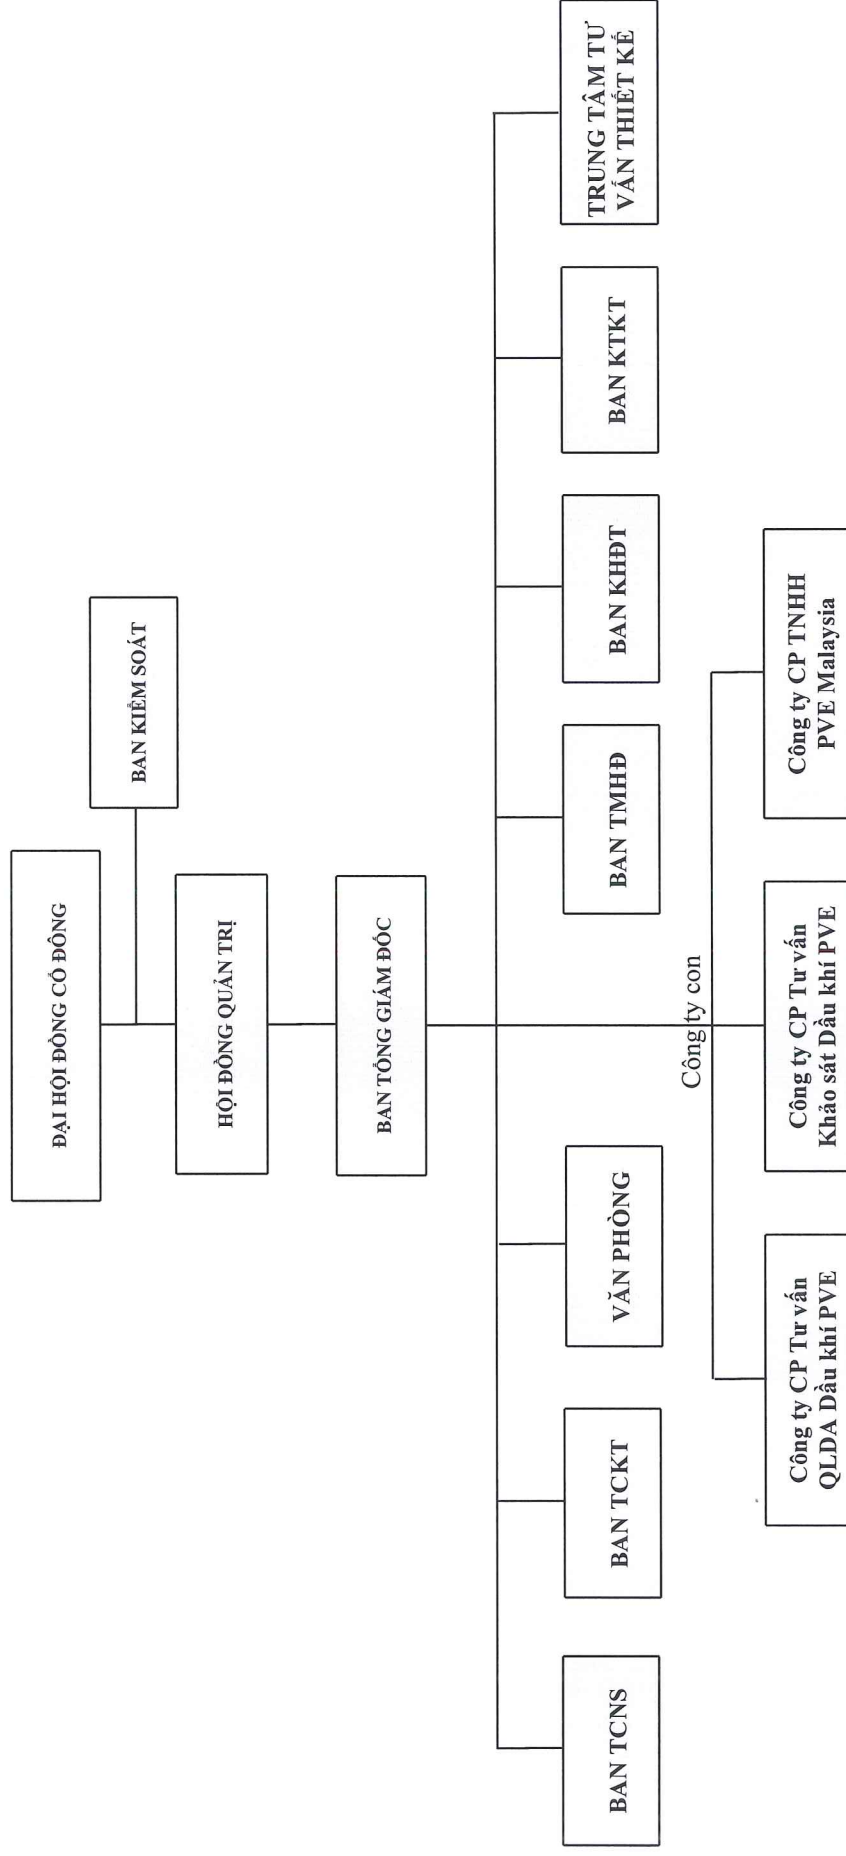 ĐẠI HỘI ĐỒNG CỔ ĐÔNG
BAN KIỂM SOÁT
HỘI ĐỒNG QUẢN TRỊ
BAN TỔNG GIÁM ĐỐC
BAN TCNS
BAN TCKT
VĂN PHÒNG
BAN TMHĐ
BAN KHĐT
BAN KTKT
TRUNG TÂM TƯ
VẤN THIẾT KẾ
Công ty con
Công ty CP Tư vấn
QLDA Dầu khí PVE
Công ty CP Tư vấn
Khảo sát Dầu khí PVE
Công ty CP TNHH
PVE Malaysia